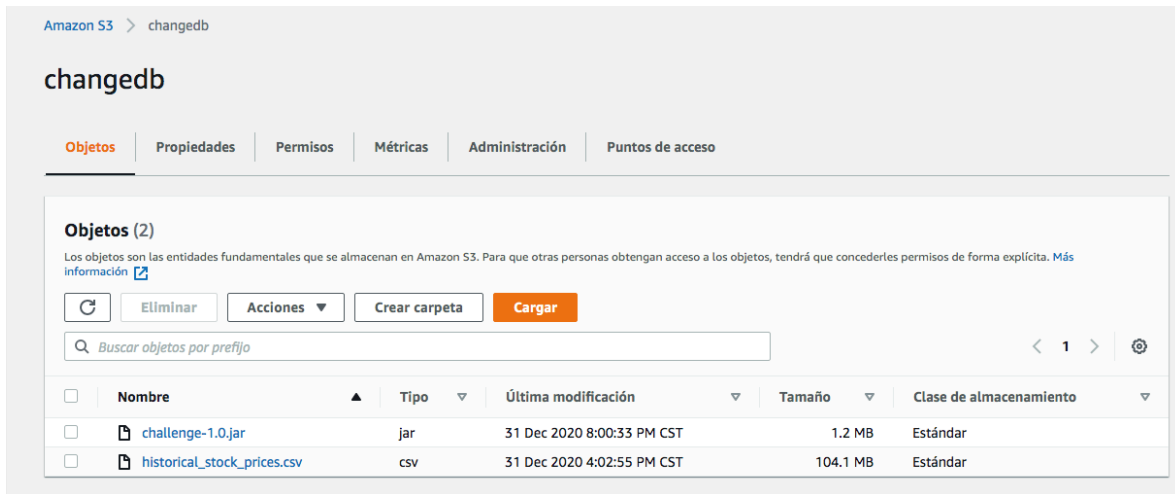 Amazon S3 > changedb
changedb
Objetos Propiedades Permisos Métricas Administración Puntos de acceso
Objetos (2)
Los objetos son las entidades fundamentales que se almacenan en Amazon S3. Para que otras personas obtengan acceso a los objetos, tendrá que concederles permisos de forma explícita. Más
información
Eliminar Acciones Crear carpeta Cargar
Buscar objetos por prefijo < 1 >
Nombre Tipo Última modificación Tamaño Clase de almacenamiento
challenge-1.0.jar jar 31 Dec 2020 8:00:33 PM CST 1.2 MB Estándar
historical_stock_prices.csv csv 31 Dec 2020 4:02:55 PM CST 104.1 MB Estándar